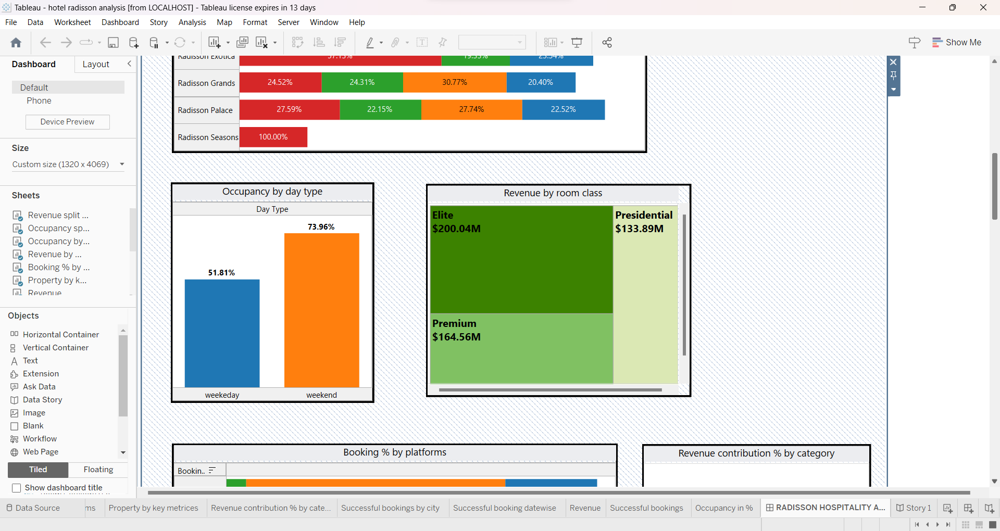 Tableau - hotel radisson analysis [from LOCALHOST] - Tableau license expires in 13 days
File Data Worksheet Dashboard Story Analysis Map Format Server Window Help
Show Me
Dashboard Layout
Default
Phone
Device Preview
Size
Custom size (1320 x 4069)
Sheets
Revenue split ...
Occupancy sp...
Occupancy by...
Revenue by ...
Booking % by ...
Property by k...
Revenue
Objects
Horizontal Container
Vertical Container
Text
Extension
Ask Data
Data Story
Image
Blank
Workflow
Web Page
Tiled Floating
Show dashboard title
Radisson Exotica 57.13% 19.33% 23.54%
Radisson Grands 24.52% 24.31% 30.77% 20.40%
Radisson Palace 27.59% 22.15% 27.74% 22.52%
Radisson Seasons 100.00%
Occupancy by day type
Day Type
73.96%
51.81%
weekeday weekend
Revenue by room class
Elite
$200.04M
Presidential
$133.89M
Premium
$164.56M
Booking % by platforms
Bookin..
Revenue contribution % by category
Data Source ms Property by key metrices Revenue contribution % by cate... Successful bookings by city Successful booking datewise Revenue Successful bookings Occupancy in % RADISSON HOSPITALITY A... Story 1